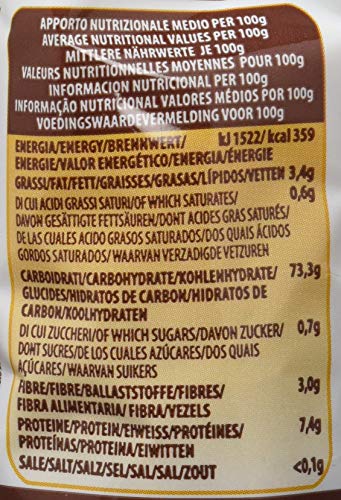 APPORTO NUTRIZIONALE MEDIO PER 100g
AVERAGE NUTRITIONAL VALUES PER 100g
MITTLERE NÄHRWERTE JE 100g
VALEURS NUTRITIONNELLES MOYENNES POUR 100g
INFORMACION NUTRICIONAL PER 100g
INFORMAÇÃO NUTRICIONAL VALORES MÉDIOS POR 100g
VOEDINGSWAARDEVERMELDING VOOR 100g
ENERGIA/ENERGY/BRENNWERT/ kJ 1522/ kcal 359
ENERGIE/VALOR ENERGÉTICO/ENERGIA/ÉNERGIE
GRASSI/FAT/FETT/GRAISSES/GRASAS/LÍPIDOS/VETTEN 3,4g
DI CUI ACIDI GRASSI SATURI/OF WHICH SATURATES/ 0,6g
DAVON GESÄTTIGTE FETTSÄUREN/DONT ACIDES GRAS SATURÉS/
DE LAS CUALES ACIDO GRASOS SATURADOS/DOS QUAIS ÁCIDOS
GORDOS SATURADOS/ WAARVAN VERZADIGDE VETZUREN
CARBOIDRATI/CARBOHYDRATE/KOHLENHYDRATE/ 73,3g
GLUCIDES/HIDRATOS DE CARBON/HIDRATOS DE
CARBON/KOOLHYDRATEN
DI CUI ZUCCHERI/OF WHICH SUGARS/DAVON ZUCKER/ 0,7g
DONT SUCRES/DE LOS CUALES AZÚCARES/DOS QUAIS
AÇÚCARES/ WAARVAN SUIKERS
FIBRE/FIBRE/BALLASTSTOFFE/FIBRES/ 3,0g
FIBRA ALIMENTARIA/ FIBRA/VEZELS
PROTEINE/PROTEIN/EIWEISS/PROTÉINES/ 7,4g
PROTEÍNAS/PROTEINA/EIWITTEN
SALE/SALT/SALZ/SEL/SAL/SAL/ZOUT <0,1g